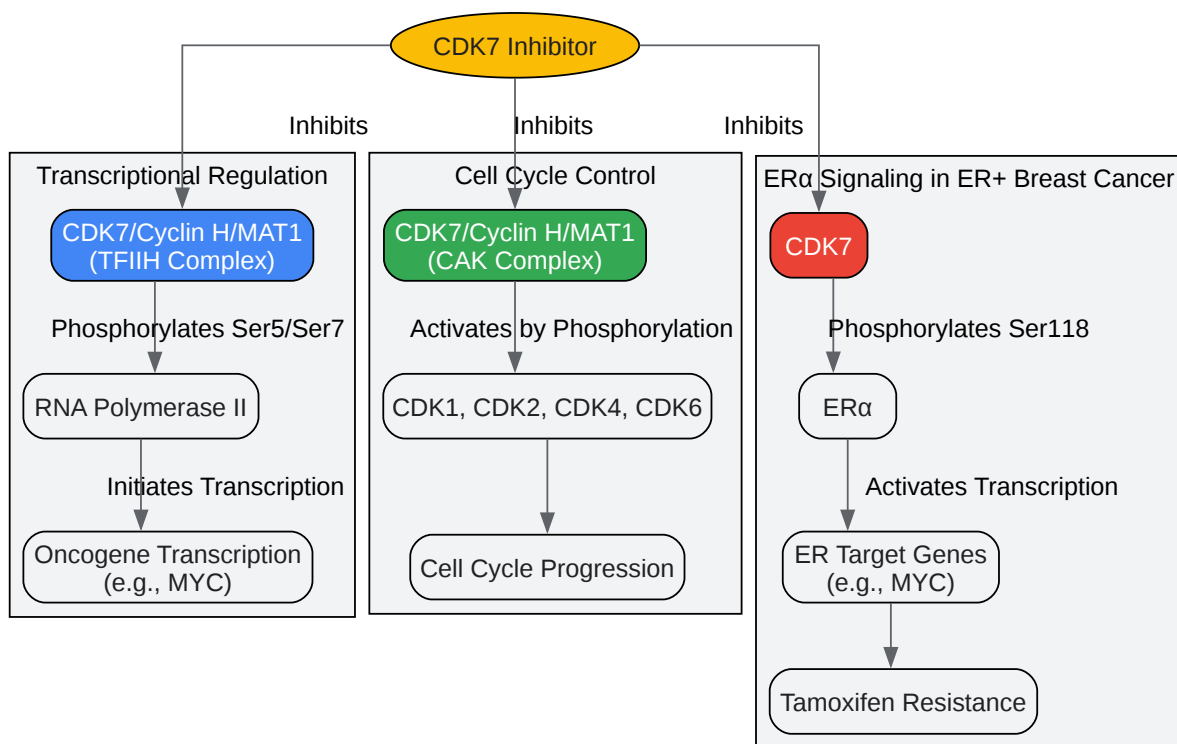 CDK7 Inhibitor
Inhibits
Inhibits
Inhibits
Transcriptional Regulation
CDK7/Cyclin H/MAT1
(TFIIH Complex)
Phosphorylates Ser5/Ser7
RNA Polymerase II
Initiates Transcription
Oncogene Transcription
(e.g., MYC)
Cell Cycle Control
CDK7/Cyclin H/MAT1
(CAK Complex)
Activates by Phosphorylation
CDK1, CDK2, CDK4, CDK6
Cell Cycle Progression
ERα Signaling in ER+ Breast Cancer
CDK7
Phosphorylates Ser118
ERα
Activates Transcription
ER Target Genes
(e.g., MYC)
Tamoxifen Resistance